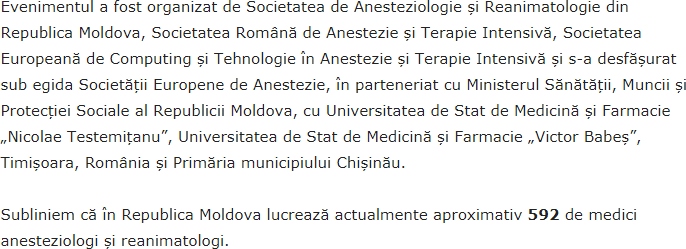 Evenimentul a fost organizat de Societatea de Anesteziologie și Reanimatologie din
Republica Moldova, Societatea Română de Anestezie și Terapie Intensivă, Societatea
Europeană de Computing și Tehnologie în Anestezie și Terapie Intensivă și s-a desfășurat
sub egida Societății Europene de Anestezie, în parteneriat cu Ministerul Sănătății, Muncii și
Protecției Sociale al Republicii Moldova, cu Universitatea de Stat de Medicină și Farmacie
„Nicolae Testemițanu”, Universitatea de Stat de Medicină și Farmacie „Victor Babeș”,
Timișoara, România și Primăria municipiului Chișinău.
Subliniem că în Republica Moldova lucrează actualmente aproximativ 592 de medici
anesteziologi și reanimatologi.